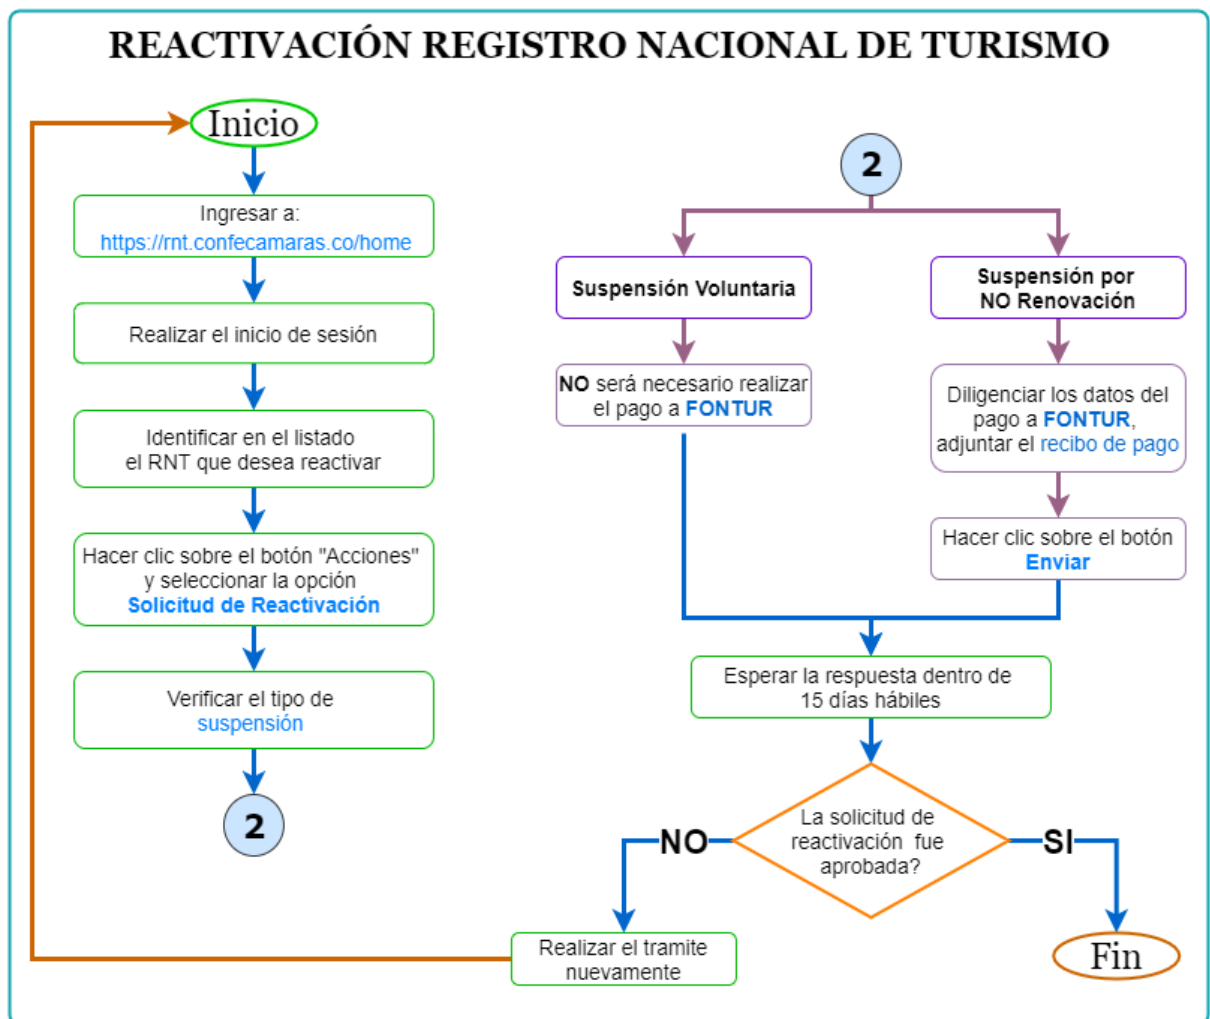 REACTIVACIÓN REGISTRO NACIONAL DE TURISMO
Inicio
Ingresar a:
https://rnt.confecamaras.co/home
Realizar el inicio de sesión
Identificar en el listado
el RNT que desea reactivar
Hacer clic sobre el botón "Acciones"
y seleccionar la opción
Solicitud de Reactivación
Verificar el tipo de
suspensión
2
2
Suspensión Voluntaria
NO será necesario realizar
el pago a FONTUR
Suspensión por
NO Renovación
Diligenciar los datos del
pago a FONTUR,
adjuntar el recibo de pago
Hacer clic sobre el botón
Enviar
Esperar la respuesta dentro de
15 días hábiles
La solicitud de
reactivación fue
aprobada?
NO
SI
Realizar el tramite
nuevamente
Fin